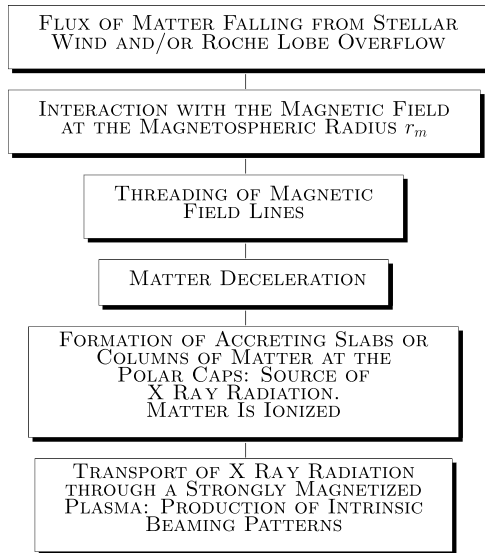 Flux of Matter Falling from Stellar
Wind and/or Roche Lobe Overflow
Interaction with the Magnetic Field
at the Magnetospheric Radius r_m
Threading of Magnetic
Field Lines
Matter Deceleration
Formation of Accreting Slabs or
Columns of Matter at the
Polar Caps: Source of
X Ray Radiation.
Matter Is Ionized
Transport of X Ray Radiation
through a Strongly Magnetized
Plasma: Production of Intrinsic
Beaming Patterns